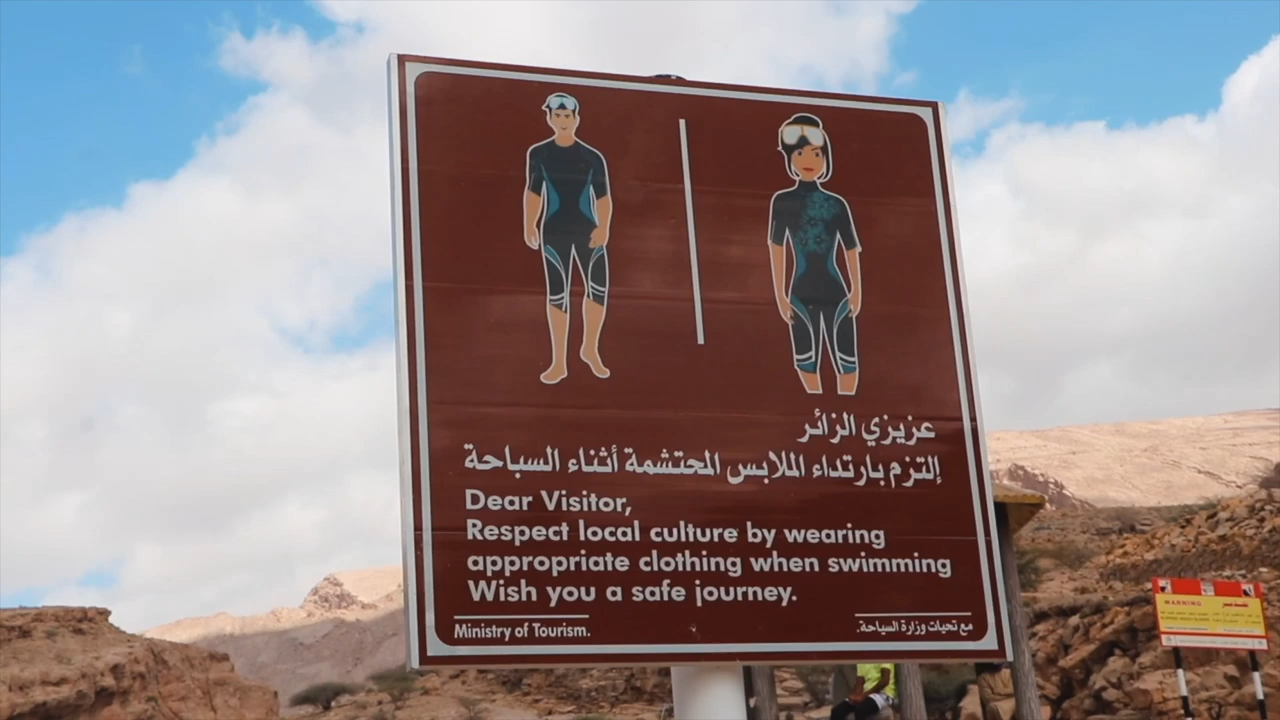 عزيزي الزائر
إلتزم بارتداء الملابس المحتشمة أثناء السباحة
Dear Visitor,
Respect local culture by wearing
appropriate clothing when swimming
Wish you a safe journey.
Ministry of Tourism.
مع تحيات وزارة السياحة.
WARNING تحذير